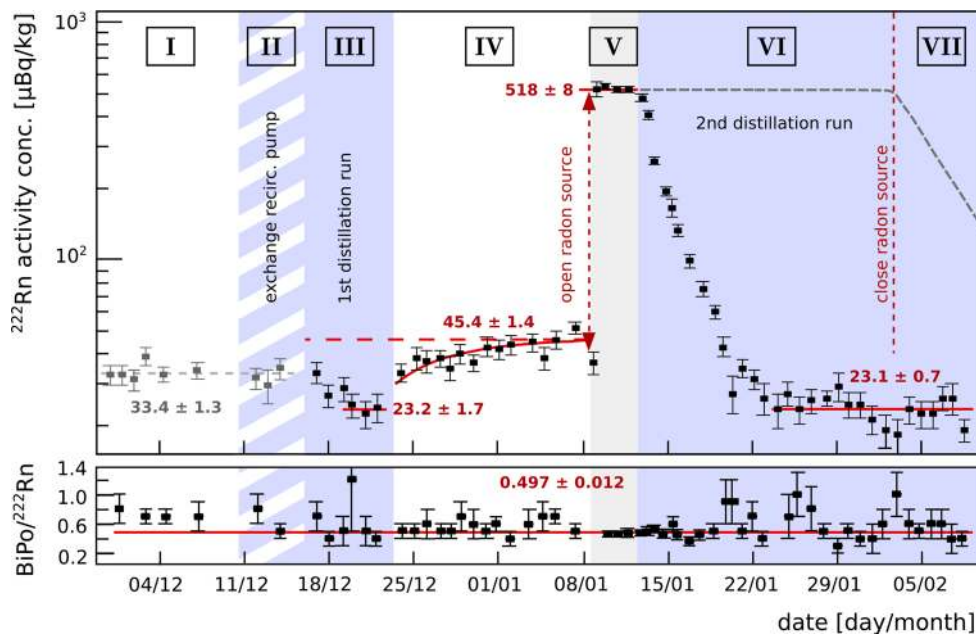 10³
I II III IV V VI VII
518 ± 8
2nd distillation run
exchange recirc. pump
1st distillation run
open radon source
close radon source
²²²Rn activity conc. [μBq/kg]
10²
45.4 ± 1.4
33.4 ± 1.3
23.2 ± 1.7
23.1 ± 0.7
BiPo/²²²Rn
1.4
1.0
0.6
0.2
0.497 ± 0.012
04/12 11/12 18/12 25/12 01/01 08/01 15/01 22/01 29/01 05/02
date [day/month]